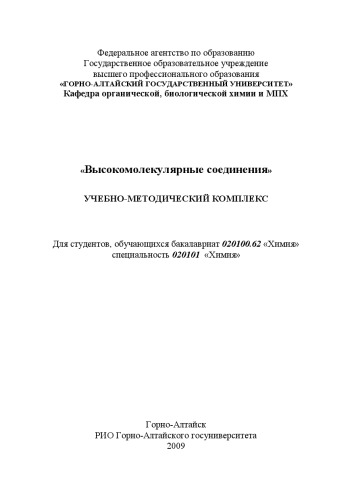 Федеральное агентство по образованию
Государственное образовательное учреждение
высшего профессионального образования
«ГОРНО-АЛТАЙСКИЙ ГОСУДАРСТВЕННЫЙ УНИВЕРСИТЕТ»
Кафедра органической, биологической химии и МПХ
«Высокомолекулярные соединения»
УЧЕБНО-МЕТОДИЧЕСКИЙ КОМПЛЕКС
Для студентов, обучающихся бакалавриат 020100.62 «Химия»
специальность 020101 «Химия»
Горно-Алтайск
РИО Горно-Алтайского госуниверситета
2009